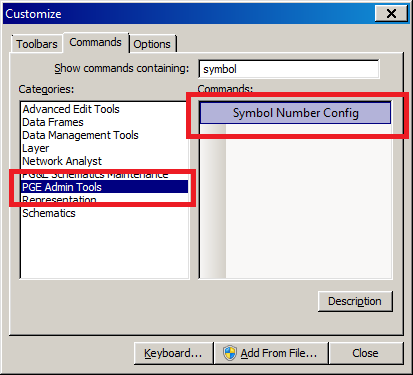 Customize
Toolbars Commands Options
Show commands containing: symbol
Categories: Commands:
Advanced Edit Tools
Data Frames
Data Management Tools
Layer
Network Analyst
PG&E Schematics Maintenance
PGE Admin Tools
Representation
Schematics
Symbol Number Config
Description
Keyboard... Add From File... Close